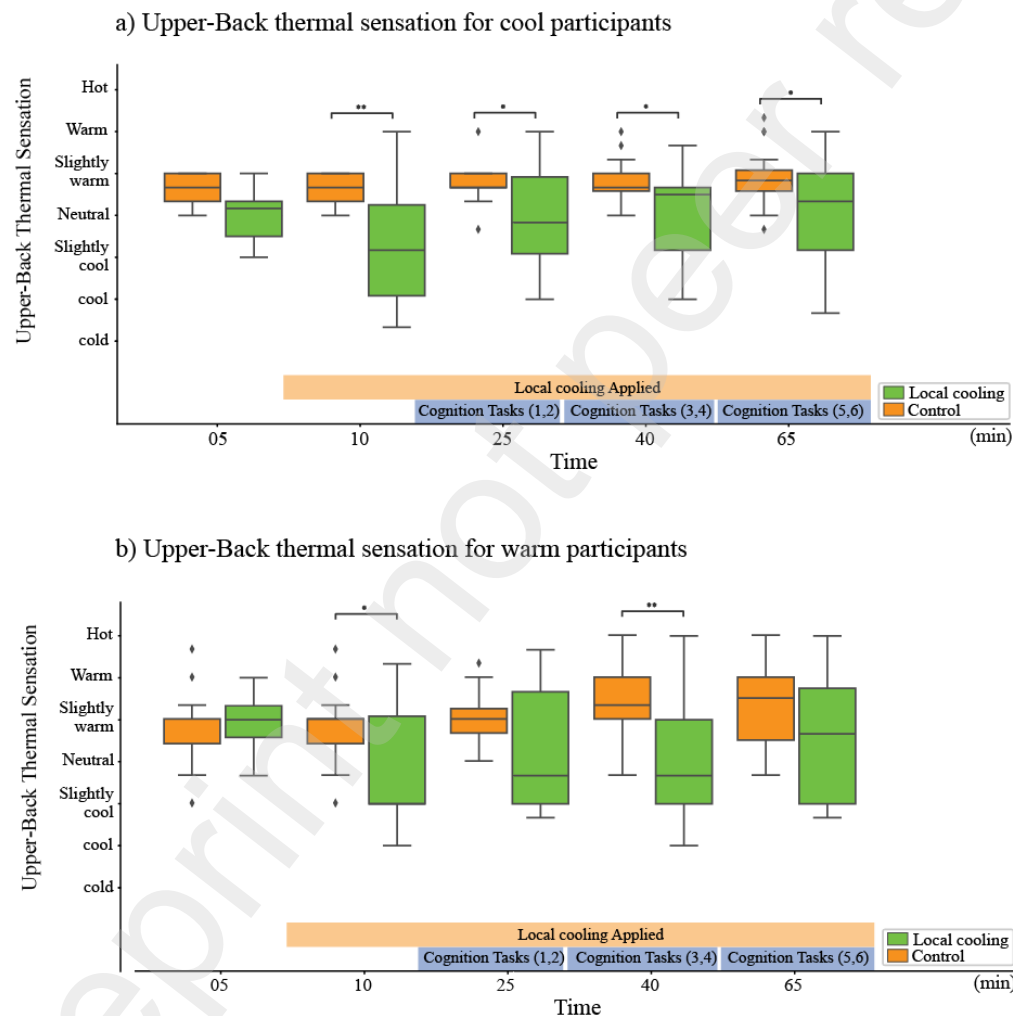 a) Upper-Back thermal sensation for cool participants
Upper-Back Thermal Sensation
Hot
Warm
Slightly
warm
Neutral
Slightly
cool
cool
cold
**
*
*
*
Local cooling Applied
Cognition Tasks (1,2)
Cognition Tasks (3,4)
Cognition Tasks (5,6)
Local cooling
Control
05
10
25
40
65
(min)
Time
b) Upper-Back thermal sensation for warm participants
Upper-Back Thermal Sensation
Hot
Warm
Slightly
warm
Neutral
Slightly
cool
cool
cold
*
**
Local cooling Applied
Cognition Tasks (1,2)
Cognition Tasks (3,4)
Cognition Tasks (5,6)
Local cooling
Control
05
10
25
40
65
(min)
Time
eprint not peer re